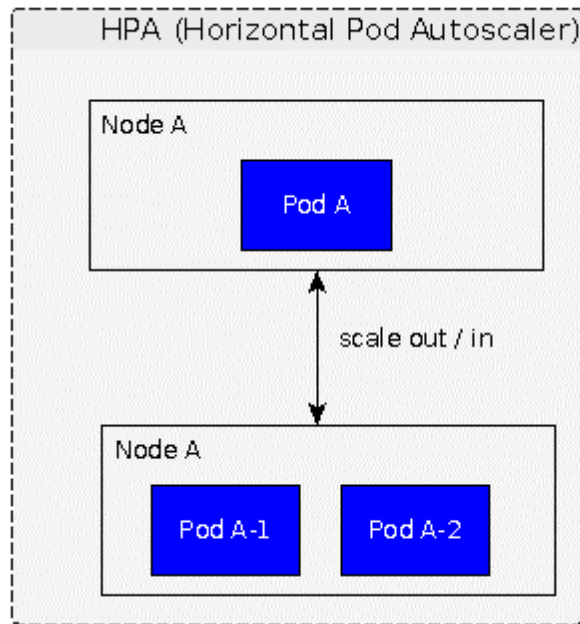 HPA (Horizontal Pod Autoscaler)
Node A
Pod A
scale out / in
Node A
Pod A-1
Pod A-2